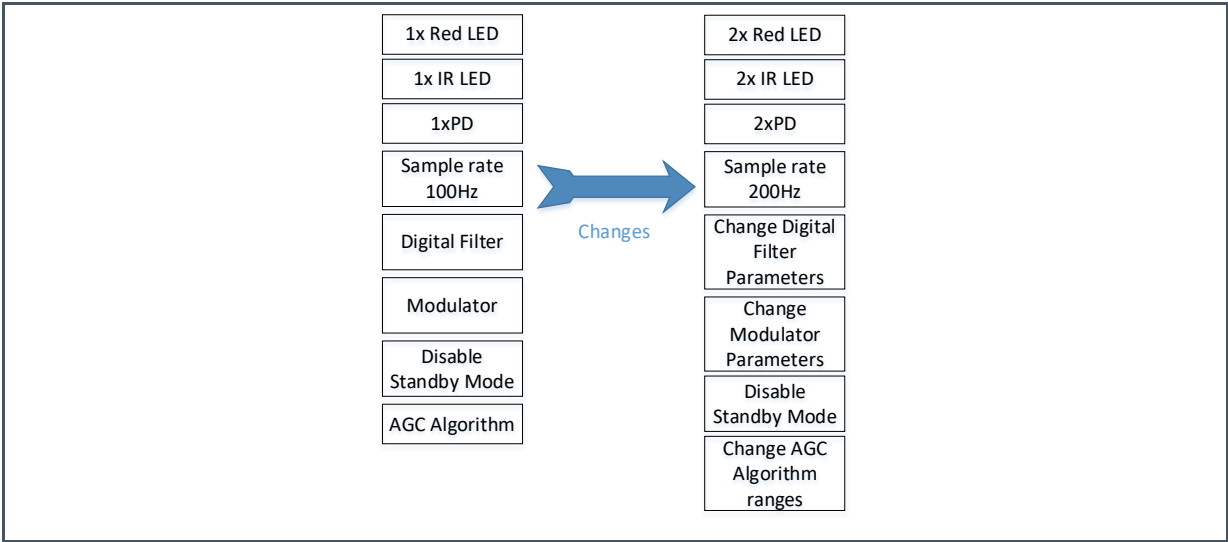 1x Red LED
1x IR LED
1xPD
Sample rate
100Hz
Digital Filter
Modulator
Disable
Standby Mode
AGC Algorithm
Changes
2x Red LED
2x IR LED
2xPD
Sample rate
200Hz
Change Digital
Filter
Parameters
Change
Modulator
Parameters
Disable
Standby Mode
Change AGC
Algorithm
ranges